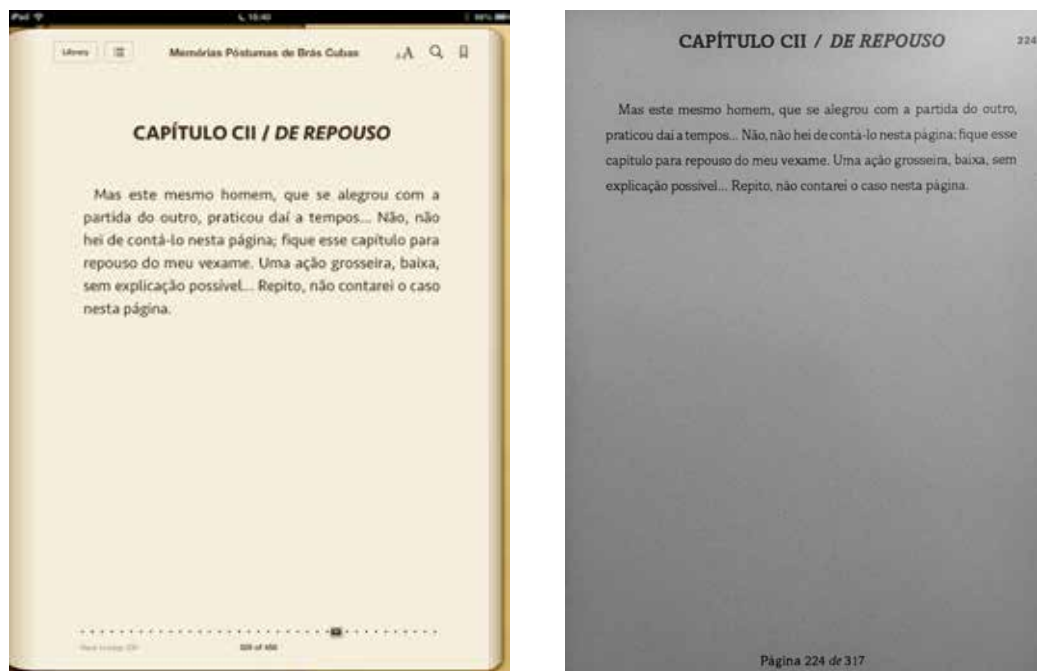 iPad
16:40
Library
Memórias Póstumas de Brás Cubas
AA
CAPÍTULO CII / DE REPOUSO
Mas este mesmo homem, que se alegrou com a
partida do outro, praticou daí a tempos... Não, não
hei de contá-lo nesta página; fique esse capítulo para
repouso do meu vexame. Uma ação grosseira, baixa,
sem explicação possível... Repito, não contarei o caso
nesta página.
CAPÍTULO CII / DE REPOUSO
224
Mas este mesmo homem, que se alegrou com a partida do outro,
praticou daí a tempos... Não, não hei de contá-lo nesta página; fique esse
capítulo para repouso do meu vexame. Uma ação grosseira, baixa, sem
explicação possível... Repito, não contarei o caso nesta página.
Página 224 de 317